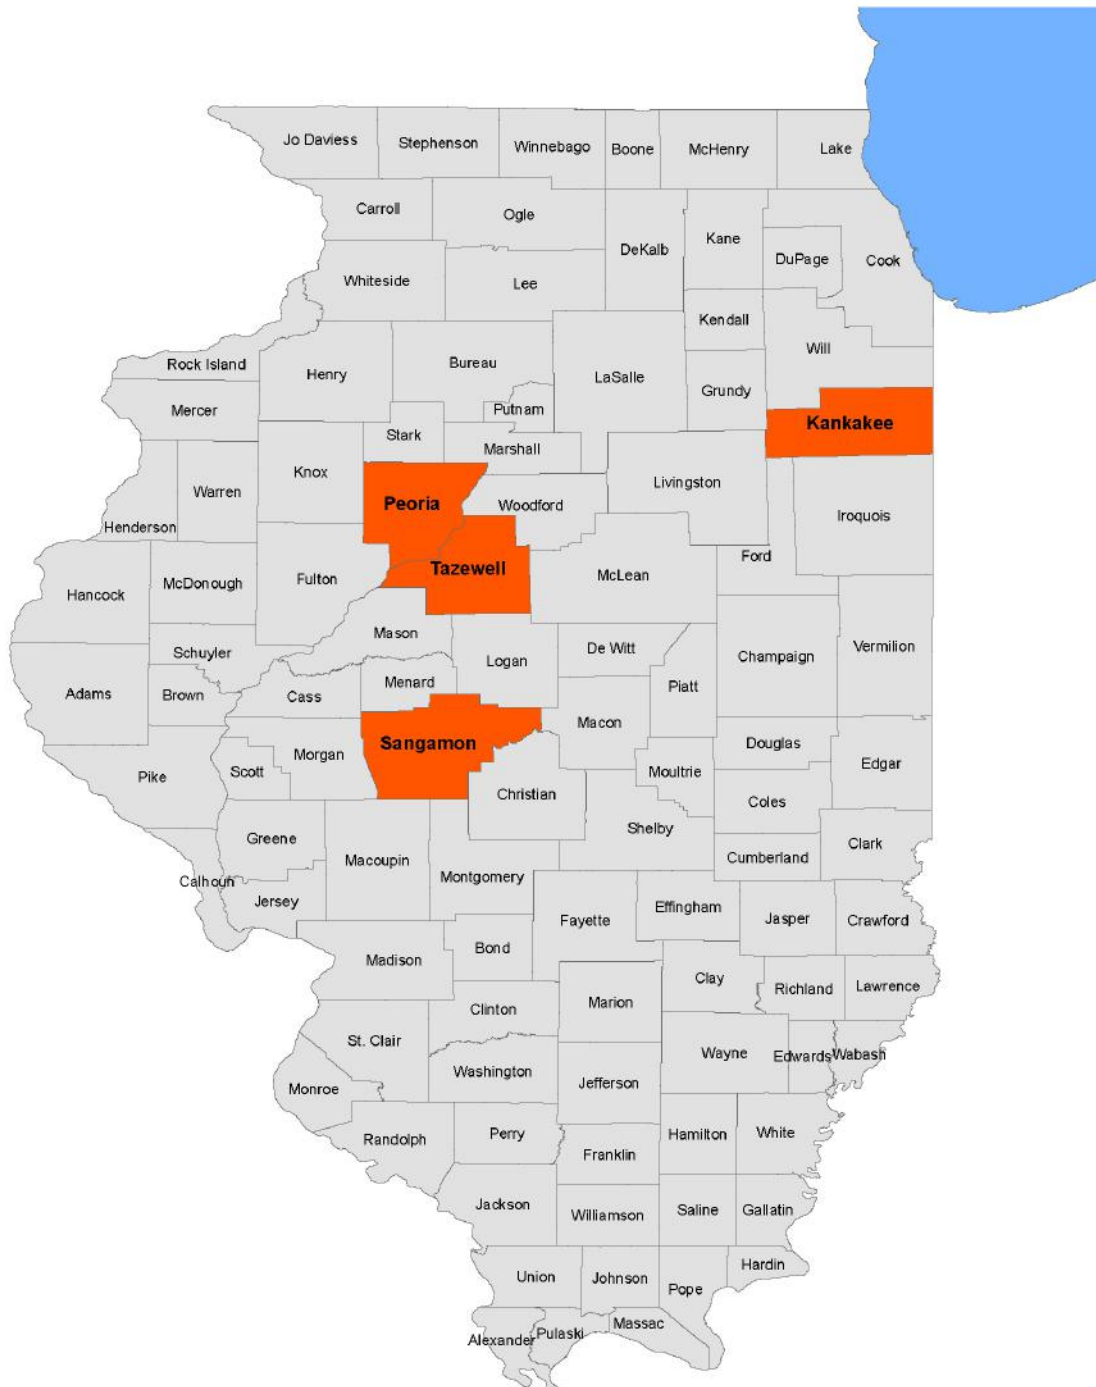 Jo Daviess
Stephenson
Winnebago
Boone
McHenry
Lake
Carroll
Ogle
DeKalb
Kane
DuPage
Cook
Whiteside
Lee
Kendall
Will
Rock Island
Henry
Bureau
LaSalle
Grundy
Mercer
Putnam
Kankakee
Stark
Marshall
Knox
Warren
Peoria
Woodford
Livingston
Iroquois
Henderson
Tazewell
McLean
Ford
Hancock
McDonough
Fulton
Mason
Schuyler
Logan
De Witt
Champaign
Vermilion
Adams
Brown
Cass
Menard
Piatt
Macon
Sangamon
Douglas
Morgan
Scott
Pike
Moultrie
Edgar
Christian
Coles
Greene
Shelby
Macoupin
Cumberland
Clark
Calhoun
Montgomery
Jersey
Fayette
Effingham
Jasper
Crawford
Madison
Bond
Clay
Richland
Lawrence
Clinton
Marion
St. Clair
Wayne
Edwards
Wabash
Washington
Jefferson
Monroe
Randolph
Perry
Hamilton
White
Franklin
Jackson
Williamson
Saline
Gallatin
Union
Johnson
Pope
Hardin
Alexander
Pulaski
Massac